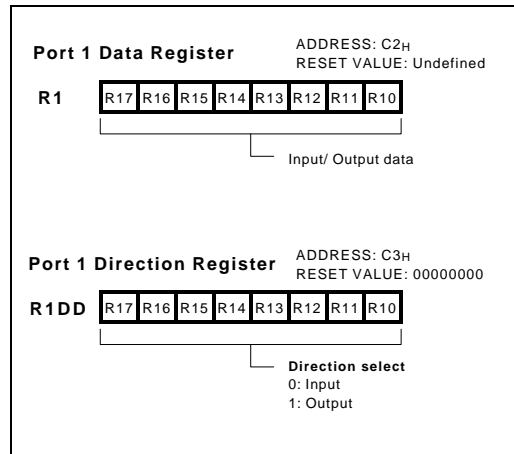 Port 1 Data Register
ADDRESS: C2H
RESET VALUE: Undefined
R1
R17 R16 R15 R14 R13 R12 R11 R10
Input/ Output data
Port 1 Direction Register
ADDRESS: C3H
RESET VALUE: 00000000
R1DD
R17 R16 R15 R14 R13 R12 R11 R10
Direction select
0: Input
1: Output